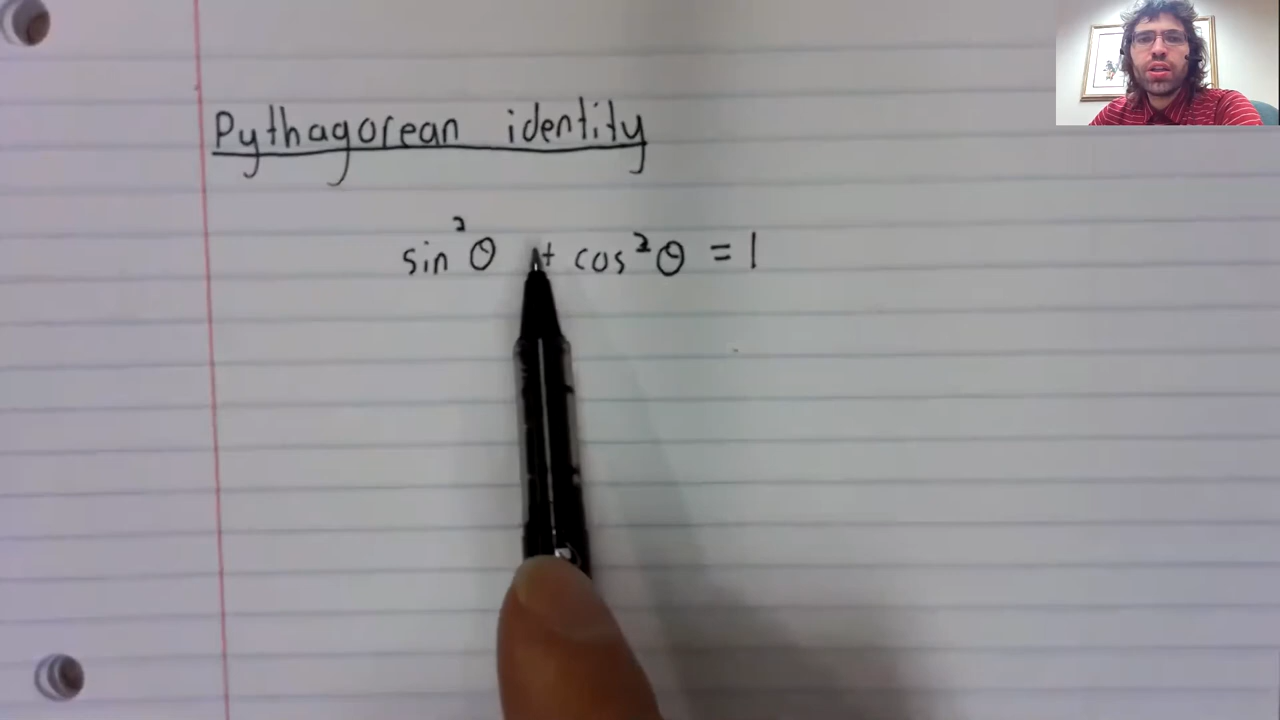 Pythagorean identity
sin²θ + cos²θ = 1